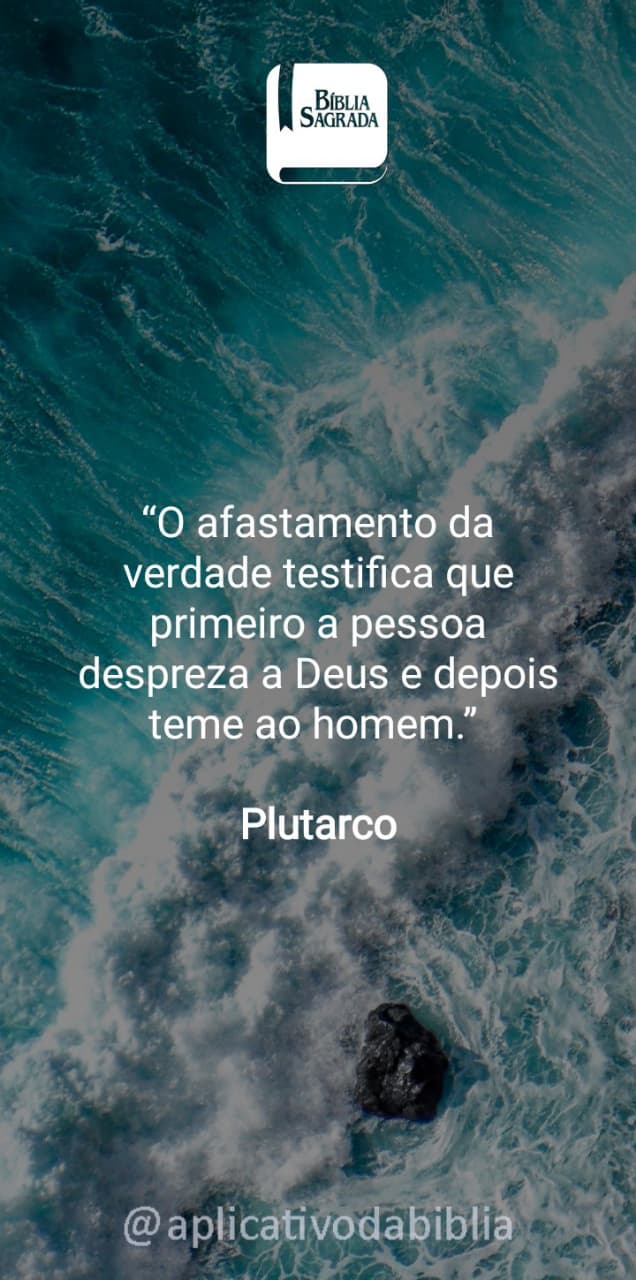 BÍBLIA
SAGRADA
“O afastamento da
verdade testifica que
primeiro a pessoa
despreza a Deus e depois
teme ao homem.”
Plutarco
@aplicativodabiblia